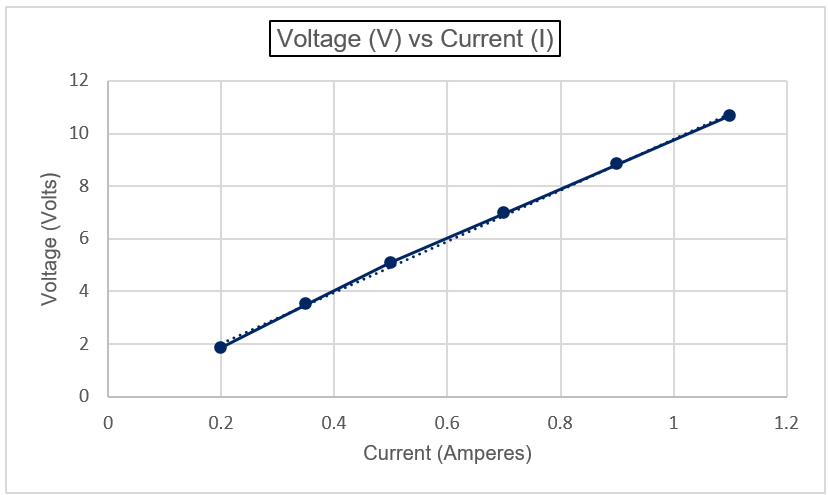 Voltage (V) vs Current (I)
12
10
8
6
4
2
0
0 0.2 0.4 0.6 0.8 1 1.2
Voltage (Volts)
Current (Amperes)